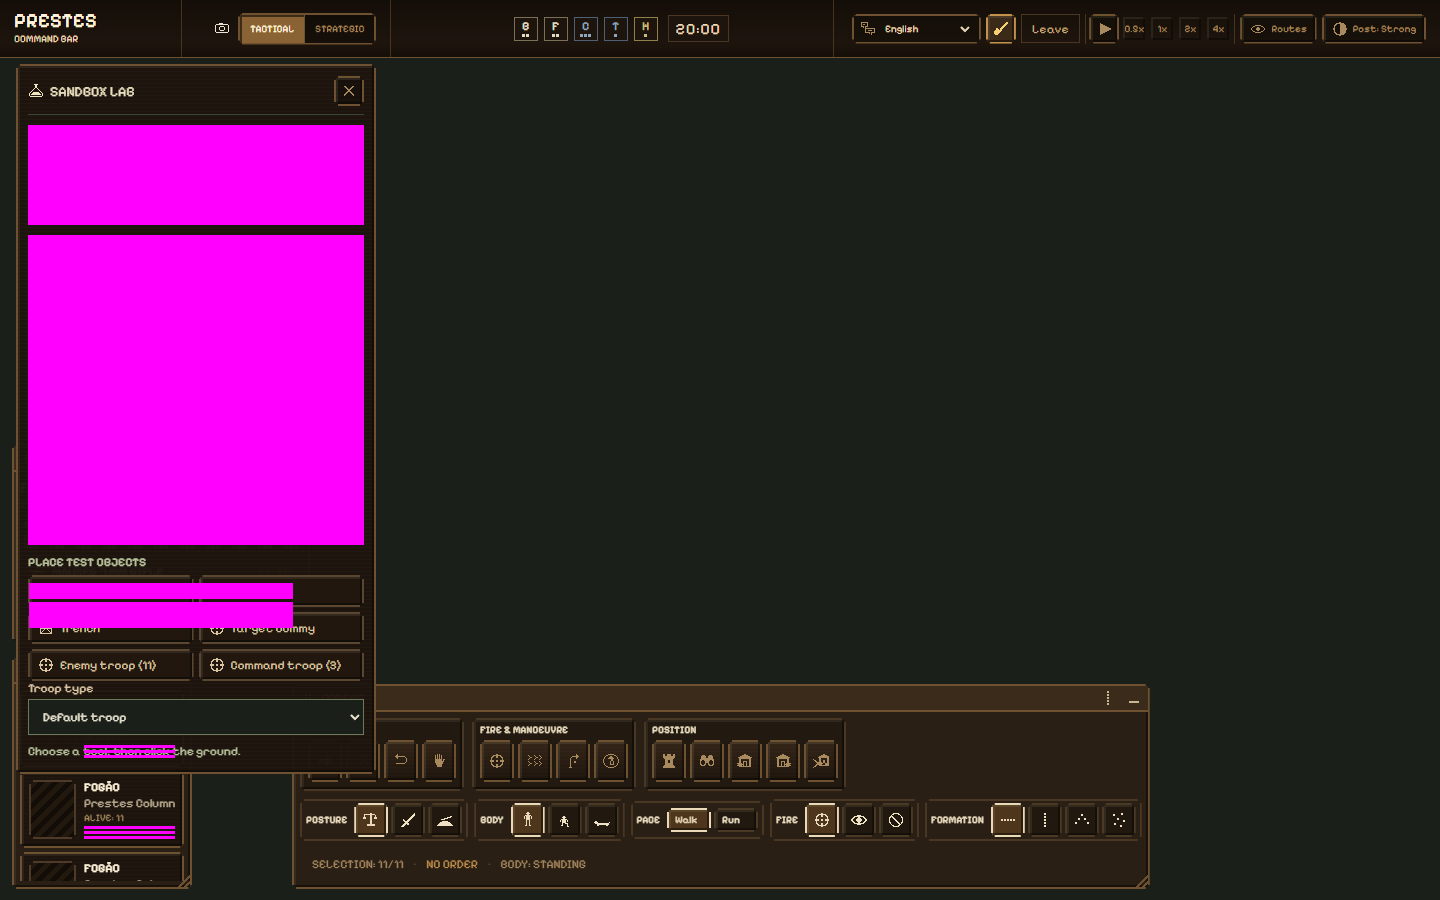 PRESTES
COMMAND BAR
TACTICAL
STRATEGIC
B
F
O
T
H
20:00
English
Leave
0.5x
1x
2x
4x
Routes
Post: Strong
SANDBOX LAB
PLACE TEST OBJECTS
Trench
Target dummy
Enemy troop (11)
Command troop (3)
Troop type
Default troop
Choose a
the ground.
FOGÃO
Prestes Column
ALIVE: 11
FOGÃO
FIRE & MANOEUVRE
POSITION
POSTURE
BODY
PACE
Walk
Run
FIRE
FORMATION
SELECTION: 11/11 · NO ORDER · BODY: STANDING